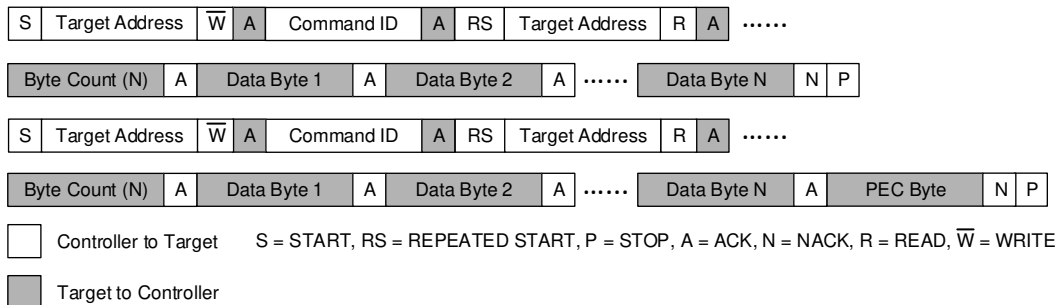 S Target Address W̅ A Command ID A RS Target Address R A ......
Byte Count (N) A Data Byte 1 A Data Byte 2 A ...... Data Byte N N P
S Target Address W̅ A Command ID A RS Target Address R A ......
Byte Count (N) A Data Byte 1 A Data Byte 2 A ...... Data Byte N A PEC Byte N P
Controller to Target S = START, RS = REPEATED START, P = STOP, A = ACK, N = NACK, R = READ, W̅ = WRITE
Target to Controller